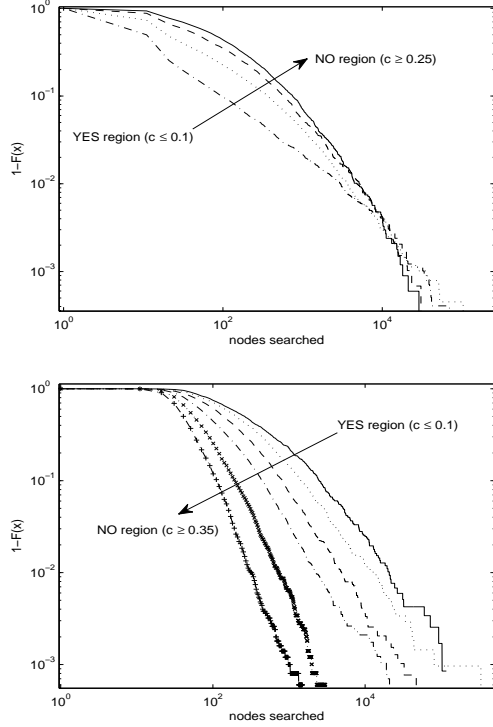 10^0
10^-1
10^-2
10^-3
1−F(x)
NO region (c ≥ 0.25)
YES region (c ≤ 0.1)
10^0
10^2
10^4
nodes searched
10^0
10^-1
10^-2
10^-3
1−F(x)
YES region (c ≤ 0.1)
NO region (c ≥ 0.35)
10^0
10^2
10^4
nodes searched